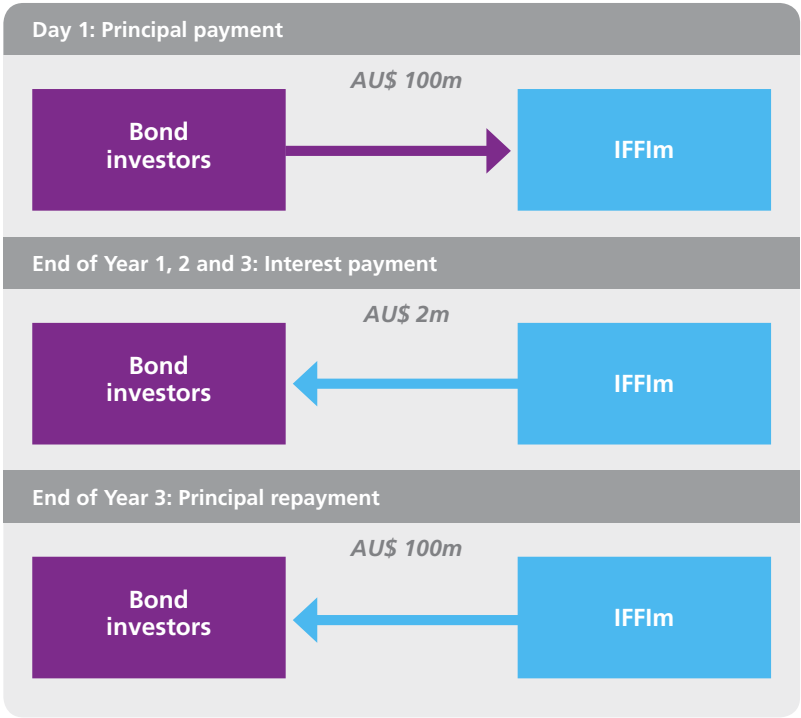 Day 1: Principal payment
AU$ 100m
Bond
investors
IFFIm
End of Year 1, 2 and 3: Interest payment
AU$ 2m
Bond
investors
IFFIm
End of Year 3: Principal repayment
AU$ 100m
Bond
investors
IFFIm